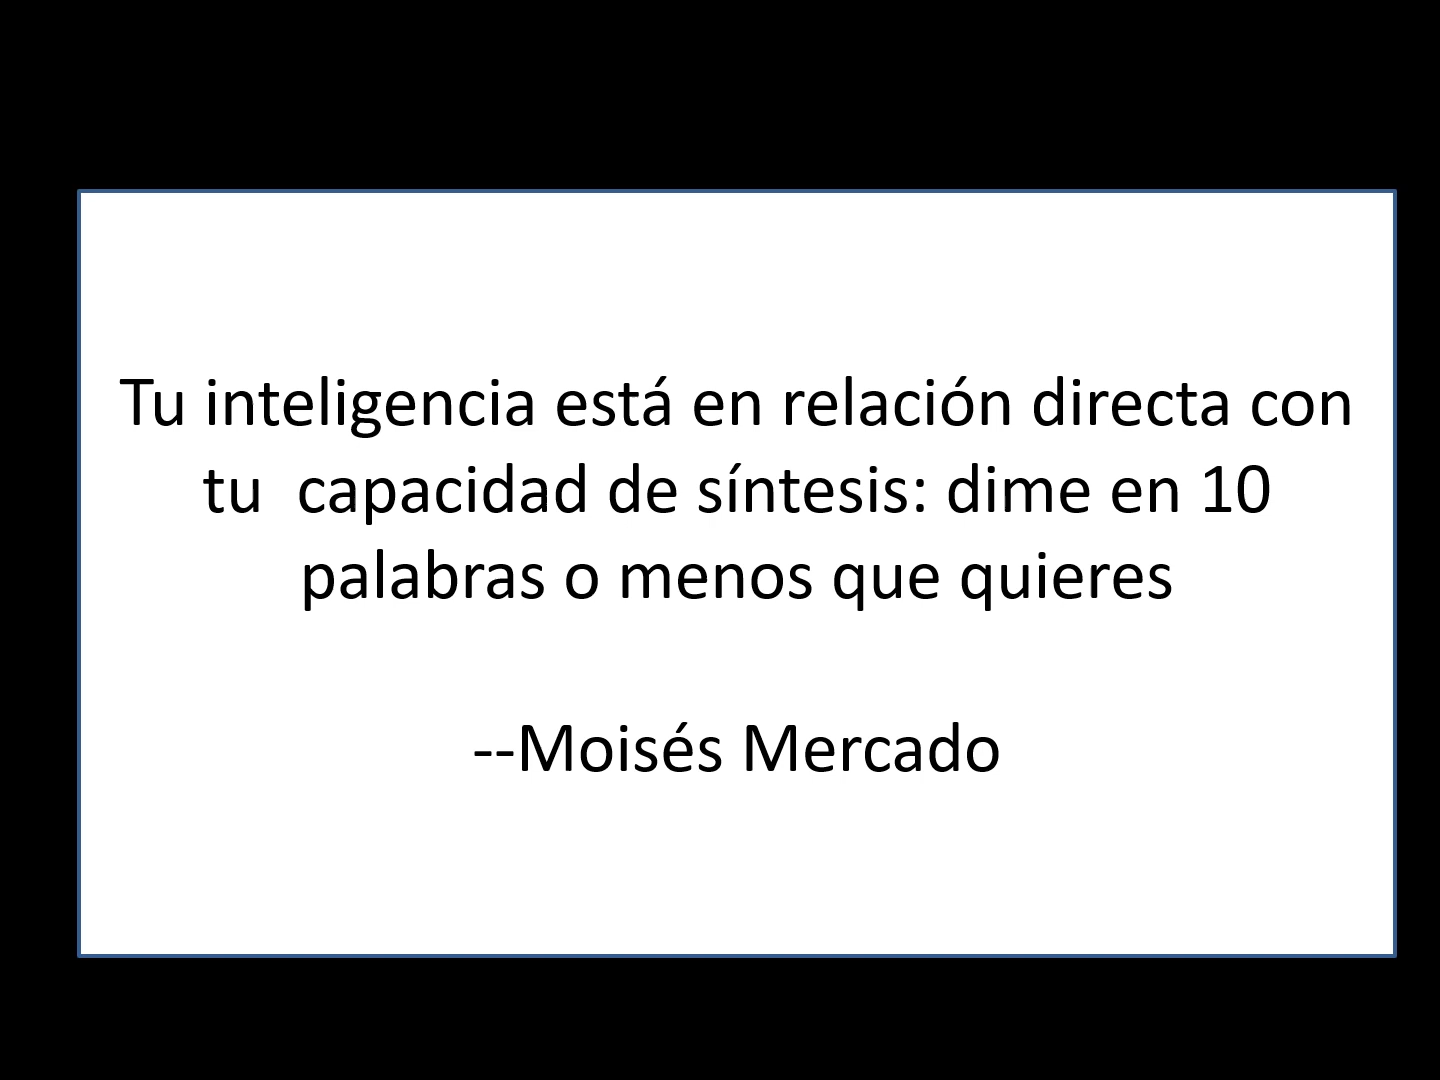 Tu inteligencia está en relación directa con
tu  capacidad de síntesis: dime en 10
palabras o menos que quieres
--Moisés Mercado